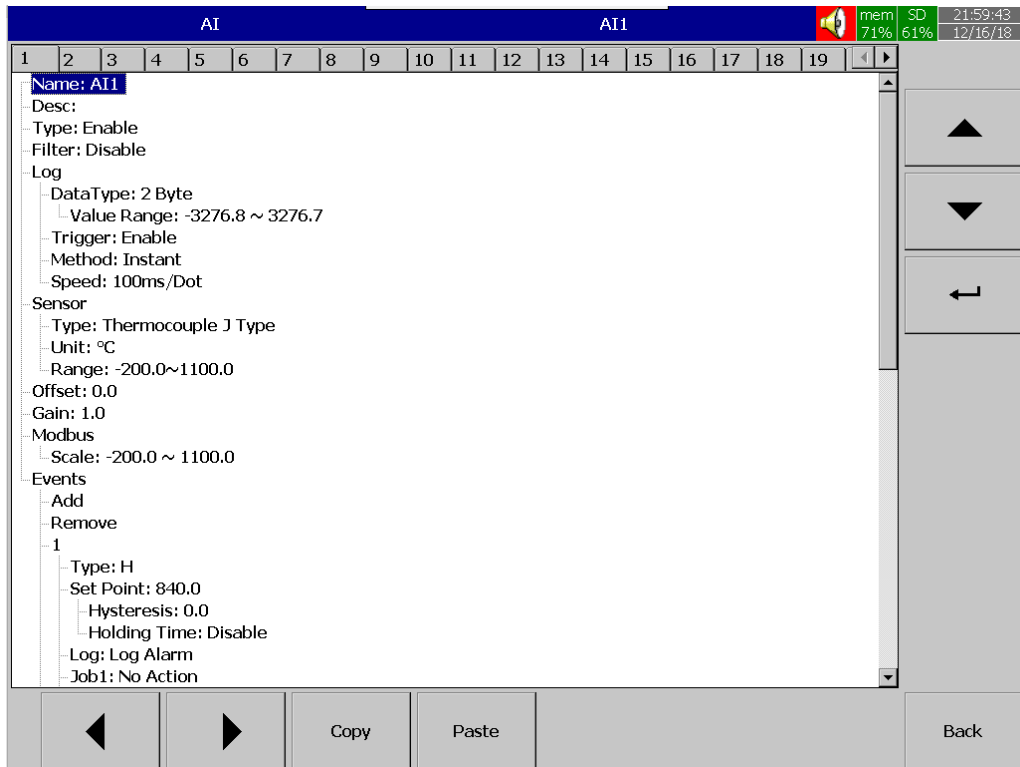 AI AI1 mem SD 21:59:43
71% 61% 12/16/18
1 2 3 4 5 6 7 8 9 10 11 12 13 14 15 16 17 18 19
Name: AI1
Desc:
Type: Enable
Filter: Disable
Log
DataType: 2 Byte
Value Range: -3276.8 ~ 3276.7
Trigger: Enable
Method: Instant
Speed: 100ms/Dot
Sensor
Type: Thermocouple J Type
Unit: °C
Range: -200.0~1100.0
Offset: 0.0
Gain: 1.0
Modbus
Scale: -200.0 ~ 1100.0
Events
Add
Remove
1
Type: H
Set Point: 840.0
Hysteresis: 0.0
Holding Time: Disable
Log: Log Alarm
Job1: No Action
Copy Paste Back